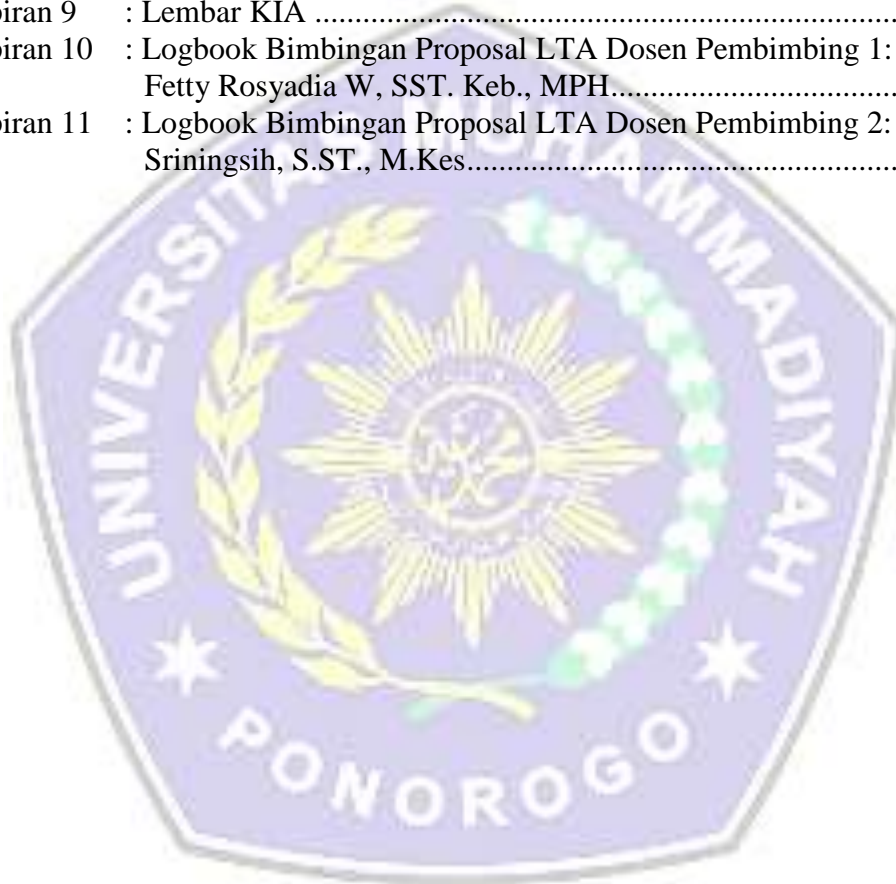 piran 9 : Lembar KIA ....................................................................................................
piran 10 : Logbook Bimbingan Proposal LTA Dosen Pembimbing 1:
Fetty Rosyadia W, SST. Keb., MPH................................................
piran 11 : Logbook Bimbingan Proposal LTA Dosen Pembimbing 2:
Sriningsih, S.ST., M.Kes........................................................................
UNIVERSITAS MUHAMMADIYAH
PONOROGO